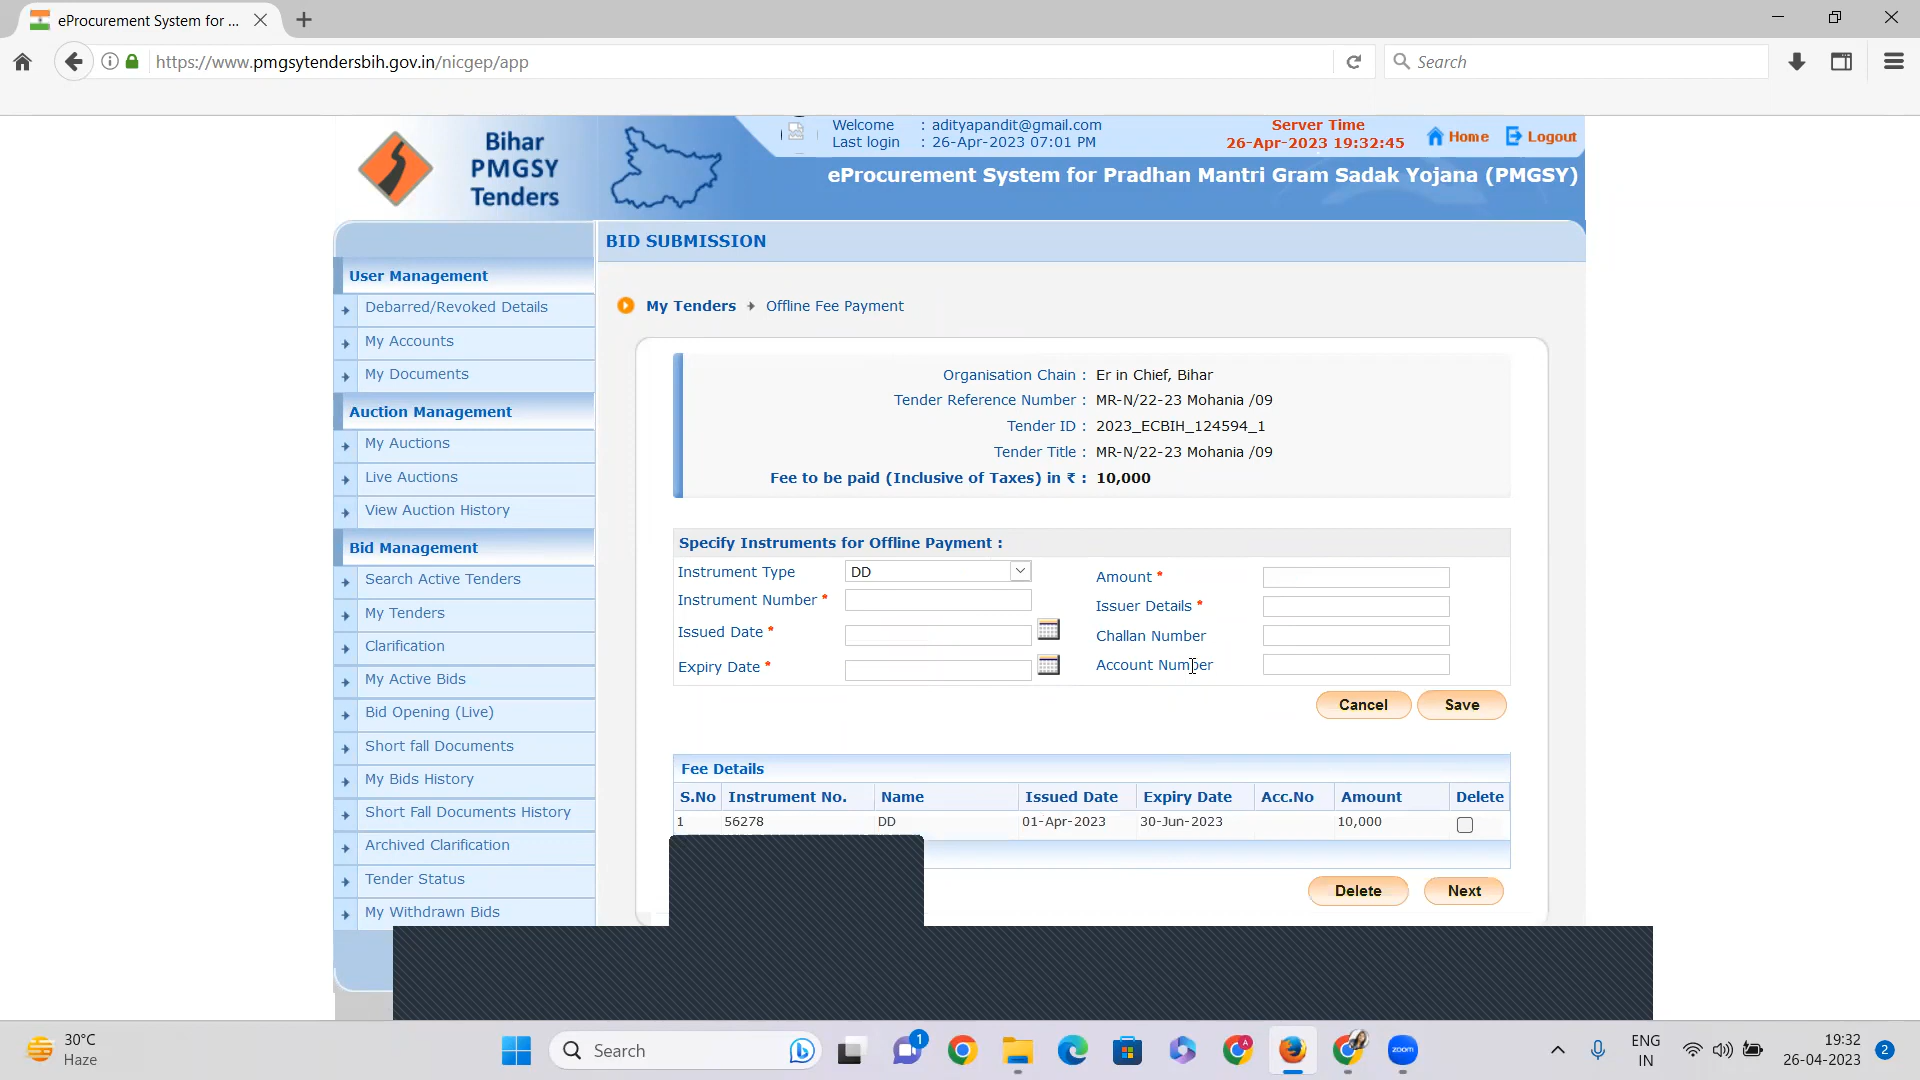 eProcurement System for ...
https://www.pmgsytendersbih.gov.in/nicgep/app
Search
Bihar
PMGSY
Tenders
Welcome : adityapandit@gmail.com
Last login : 26-Apr-2023 07:01 PM
Server Time
26-Apr-2023 19:32:45
Home
Logout
eProcurement System for Pradhan Mantri Gram Sadak Yojana (PMGSY)
User Management
Debarred/Revoked Details
My Accounts
My Documents
Auction Management
My Auctions
Live Auctions
View Auction History
Bid Management
Search Active Tenders
My Tenders
Clarification
My Active Bids
Bid Opening (Live)
Short fall Documents
My Bids History
Short Fall Documents History
Archived Clarification
Tender Status
My Withdrawn Bids
BID SUBMISSION
My Tenders Offline Fee Payment
Organisation Chain : Er in Chief, Bihar
Tender Reference Number : MR-N/22-23 Mohania /09
Tender ID : 2023_ECBIH_124594_1
Tender Title : MR-N/22-23 Mohania /09
Fee to be paid (Inclusive of Taxes) in ₹ : 10,000
Specify Instruments for Offline Payment :
Instrument Type DD
Instrument Number *
Issued Date *
Expiry Date *
Amount *
Issuer Details *
Challan Number
Account Number
Cancel
Save
Fee Details
S.No Instrument No. Name Issued Date Expiry Date Acc.No Amount Delete
1 56278 DD 01-Apr-2023 30-Jun-2023 10,000
Delete
Next
30°C
Haze
Search
1
A
zoom
ENG
IN
19:32
26-04-2023
2